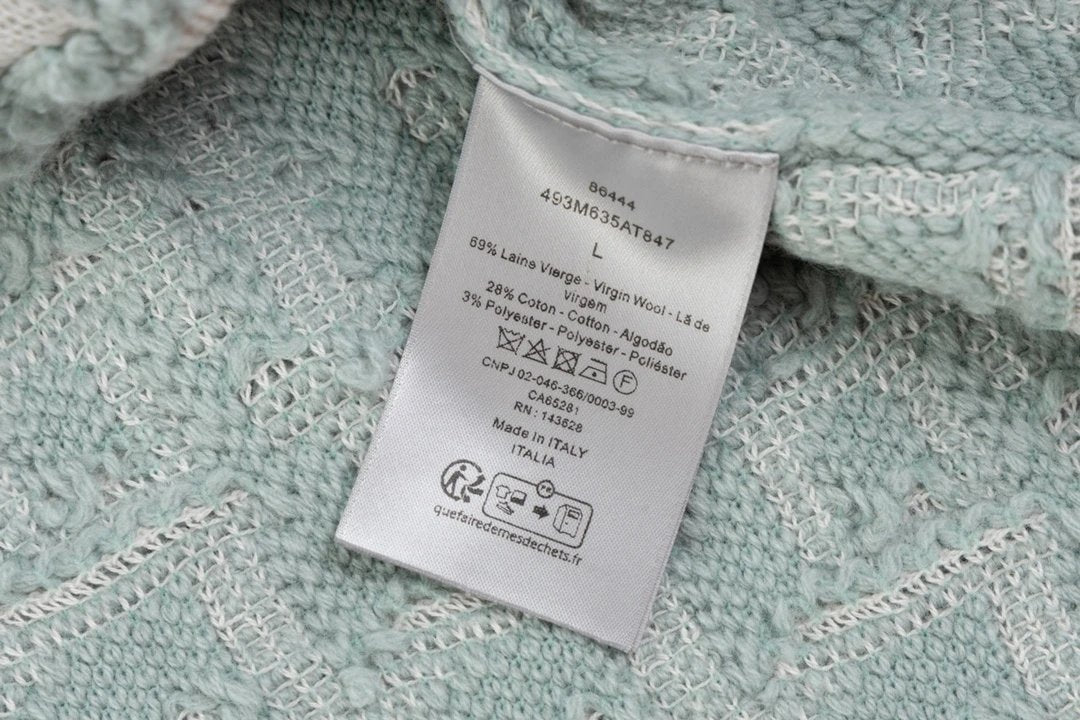 86444
493M635AT847
L
69% Laine Vierge - Virgin Wool - Lã de
virgem
28% Coton - Cotton - Algodão
3% Polyester - Polyester - Poliéster
F
CNPJ 02-046-366/0003-99
CA65281
RN : 143628
Made in ITALY
ITALIA
quefairedemesdechets.fr